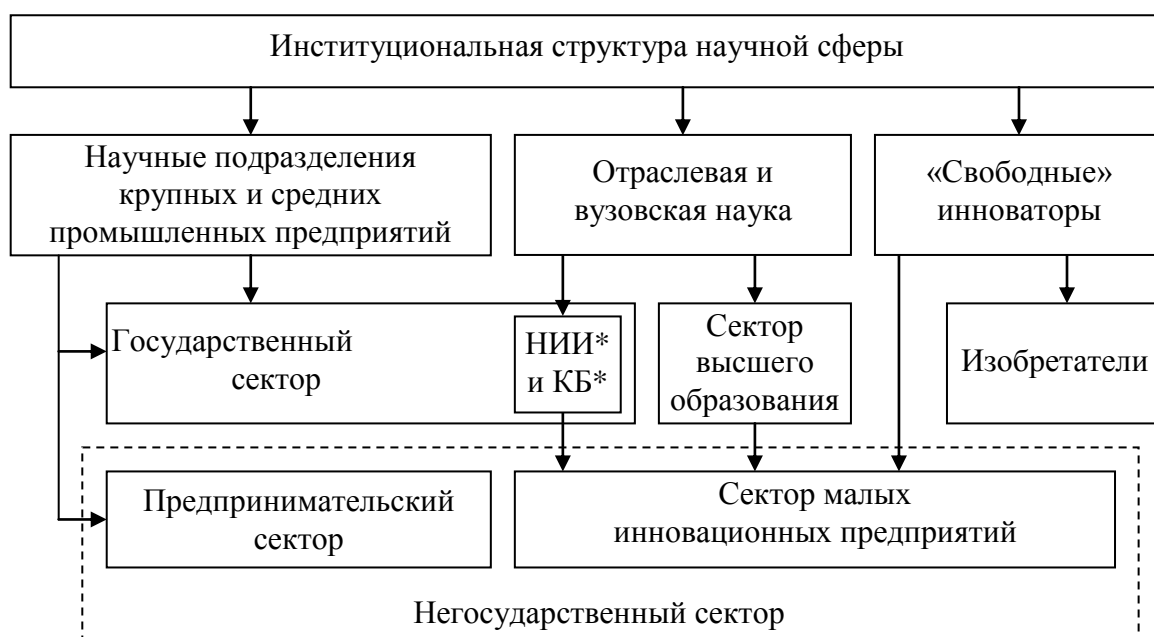 Институциональная структура научной сферы
Научные подразделения
крупных и средних
промышленных предприятий
Отраслевая и
вузовская наука
«Свободные»
инноваторы
Государственный
сектор
НИИ*
и КБ*
Сектор
высшего
образования
Изобретатели
Предпринимательский
сектор
Сектор малых
инновационных предприятий
Негосударственный сектор